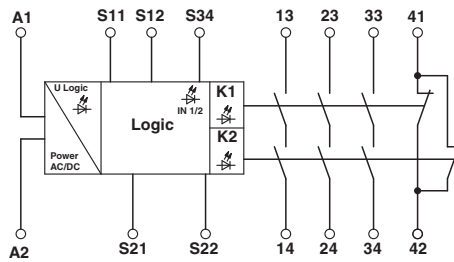 A1 S11 S12 S34 13 23 33 41
U Logic
IN 1/2
K1
Logic
K2
Power
AC/DC
A2 S21 S22 14 24 34 42